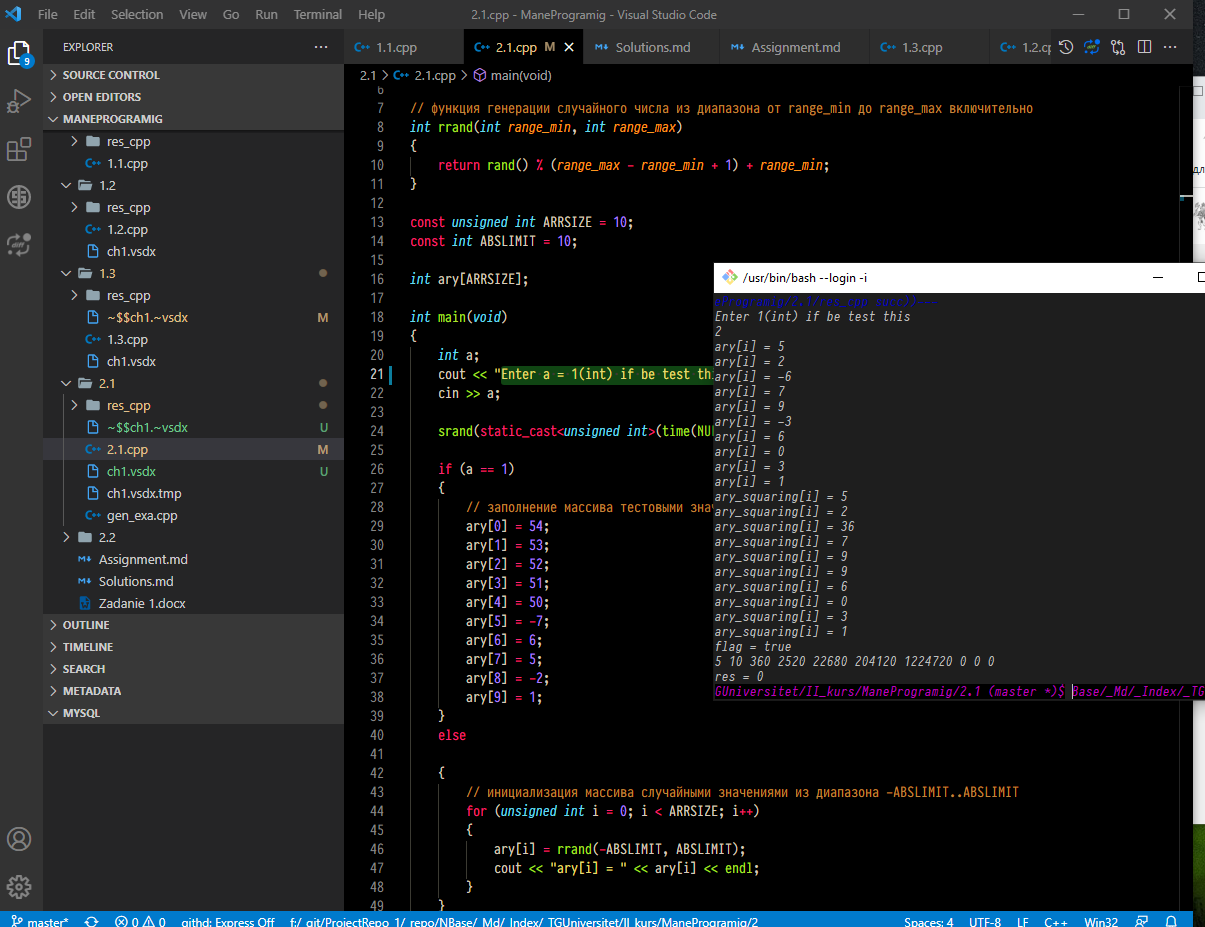 File Edit Selection View Go Run Terminal Help 2.1.cpp - ManeProgramig - Visual Studio Code
EXPLORER
SOURCE CONTROL
OPEN EDITORS
MANEPROGRAMIG
res_cpp
1.1.cpp
1.2
res_cpp
1.2.cpp
ch1.vsdx
1.3
res_cpp
~$$ch1.~vsdx M
1.3.cpp
ch1.vsdx
2.1
res_cpp
~$$ch1.~vsdx U
2.1.cpp M
ch1.vsdx U
ch1.vsdx.tmp
gen_exa.cpp
2.2
Assignment.md
Solutions.md
Zadanie 1.docx
OUTLINE
TIMELINE
SEARCH
METADATA
MYSQL
9
1.1.cpp 2.1.cpp M Solutions.md Assignment.md 1.3.cpp 1.2.cp
2.1 > 2.1.cpp > main(void)
6
7 // функция генерации случайного числа из диапазона от range_min до range_max включительно
8 int rrand(int range_min, int range_max)
9 {
10 return rand() % (range_max - range_min + 1) + range_min;
11 }
12
13 const unsigned int ARRSIZE = 10;
14 const int ABSLIMIT = 10;
15
16 int ary[ARRSIZE];
17
18 int main(void)
19 {
20 int a;
21 cout << "Enter a = 1(int) if be test thi
22 cin >> a;
23
24 srand(static_cast<unsigned int>(time(NUL
25
26 if (a == 1)
27 {
28 // заполнение массива тестовыми знач
29 ary[0] = 54;
30 ary[1] = 53;
31 ary[2] = 52;
32 ary[3] = 51;
33 ary[4] = 50;
34 ary[5] = -7;
35 ary[6] = 6;
36 ary[7] = 5;
37 ary[8] = -2;
38 ary[9] = 1;
39 }
40 else
41
42 {
43 // инициализация массива случайными значениями из диапазона -ABSLIMIT..ABSLIMIT
44 for (unsigned int i = 0; i < ARRSIZE; i++)
45 {
46 ary[i] = rrand(-ABSLIMIT, ABSLIMIT);
47 cout << "ary[i] = " << ary[i] << endl;
48 }
49 }
/usr/bin/bash --login -i
Enter 1(int) if be test this
2
ary[i] = 5
ary[i] = 2
ary[i] = -6
ary[i] = 7
ary[i] = 9
ary[i] = -3
ary[i] = 6
ary[i] = 0
ary[i] = 3
ary[i] = 1
ary_squaring[i] = 5
ary_squaring[i] = 2
ary_squaring[i] = 36
ary_squaring[i] = 7
ary_squaring[i] = 9
ary_squaring[i] = 9
ary_squaring[i] = 6
ary_squaring[i] = 0
ary_squaring[i] = 3
ary_squaring[i] = 1
flag = true
5 10 360 2520 22680 204120 1224720 0 0 0
res = 0
GUniversitet/II_kurs/ManeProgramig/2.1 (master *)$ Base/_Md/_Index/_TG
дл
master* 0 0 githd: Express Off f:/_git/ProjectRepo_1/_repo/NBase/_Md/_Index/_TGUniversitet/II_kurs/ManeProgramig/2 Spaces: 4 UTF-8 LF C++ Win32